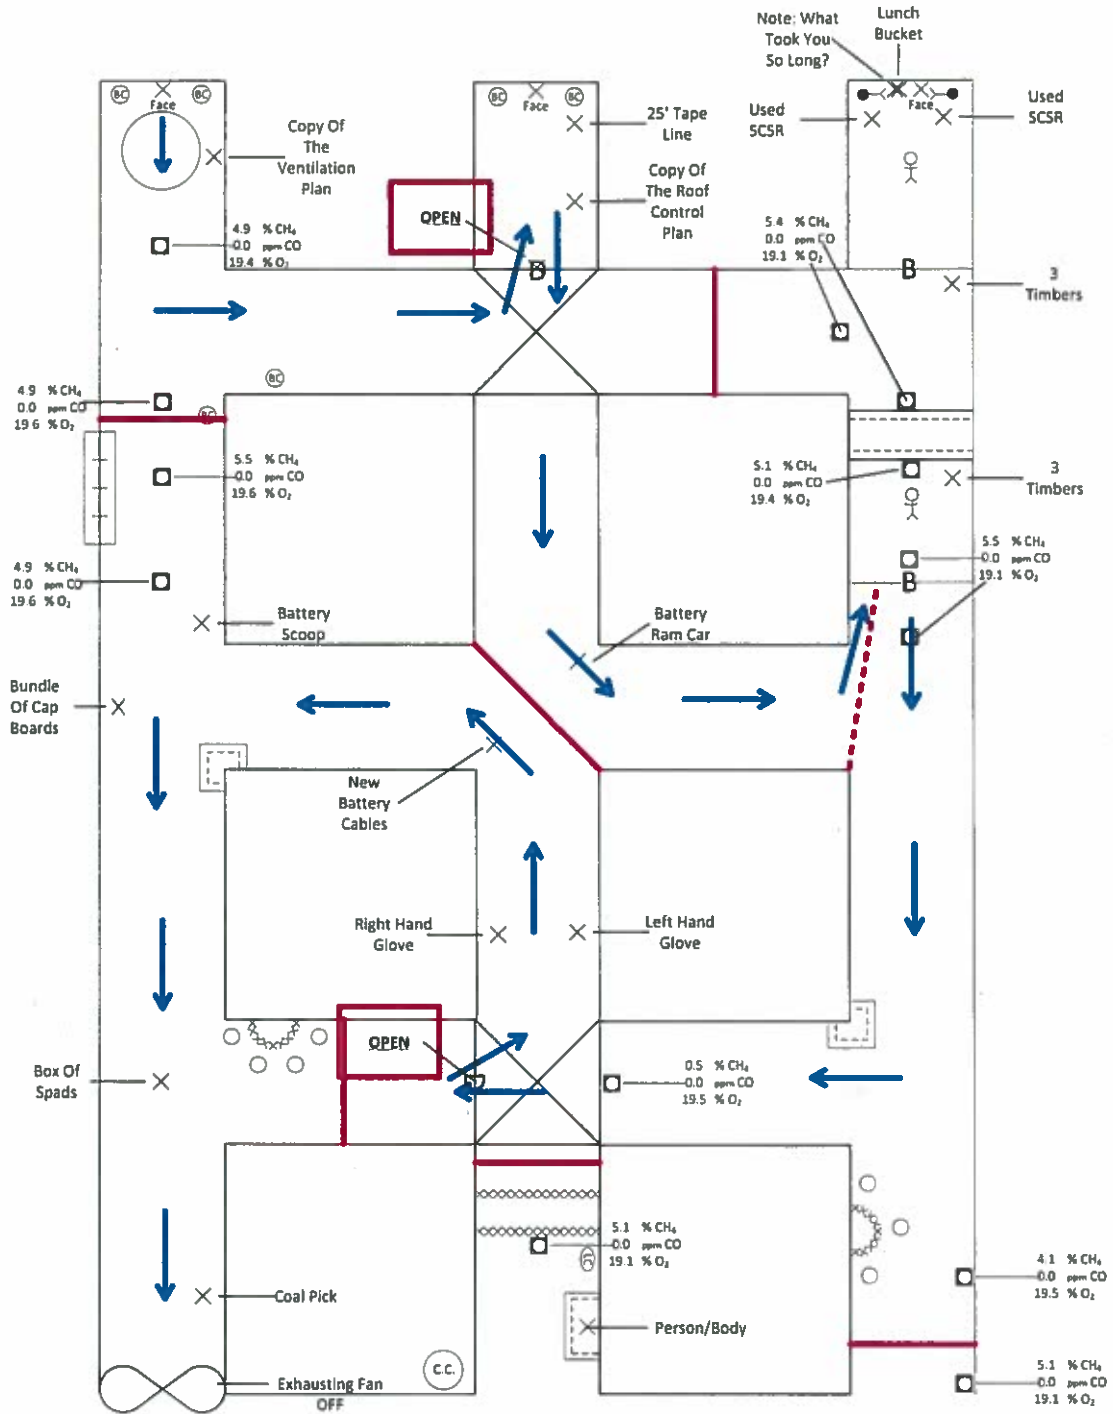 Note: What
Took You
So Long?
Lunch
Bucket
BC
Face
BC
BC
Face
BC
Face
Used
SCSR
Used
SCSR
Copy Of
The
Ventilation
Plan
25' Tape
Line
Copy Of
The Roof
Control
Plan
OPEN
4.9 % CH₄
0.0 ppm CO
19.4 % O₂
5.4 % CH₄
0.0 ppm CO
19.1 % O₂
B
B
3
Timbers
BC
4.9 % CH₄
0.0 ppm CO
19.6 % O₂
BC
5.5 % CH₄
0.0 ppm CO
19.6 % O₂
5.1 % CH₄
0.0 ppm CO
19.4 % O₂
3
Timbers
4.9 % CH₄
0.0 ppm CO
19.6 % O₂
5.5 % CH₄
0.0 ppm CO
19.1 % O₂
B
Battery
Scoop
Battery
Ram Car
Bundle
Of Cap
Boards
New
Battery
Cables
Right Hand
Glove
Left Hand
Glove
OPEN
Box Of
Spads
0.5 % CH₄
0.0 ppm CO
19.5 % O₂
5.1 % CH₄
0.0 ppm CO
19.1 % O₂
4.1 % CH₄
0.0 ppm CO
19.5 % O₂
Coal Pick
Person/Body
C.C.
Exhausting Fan
OFF
5.1 % CH₄
0.0 ppm CO
19.1 % O₂